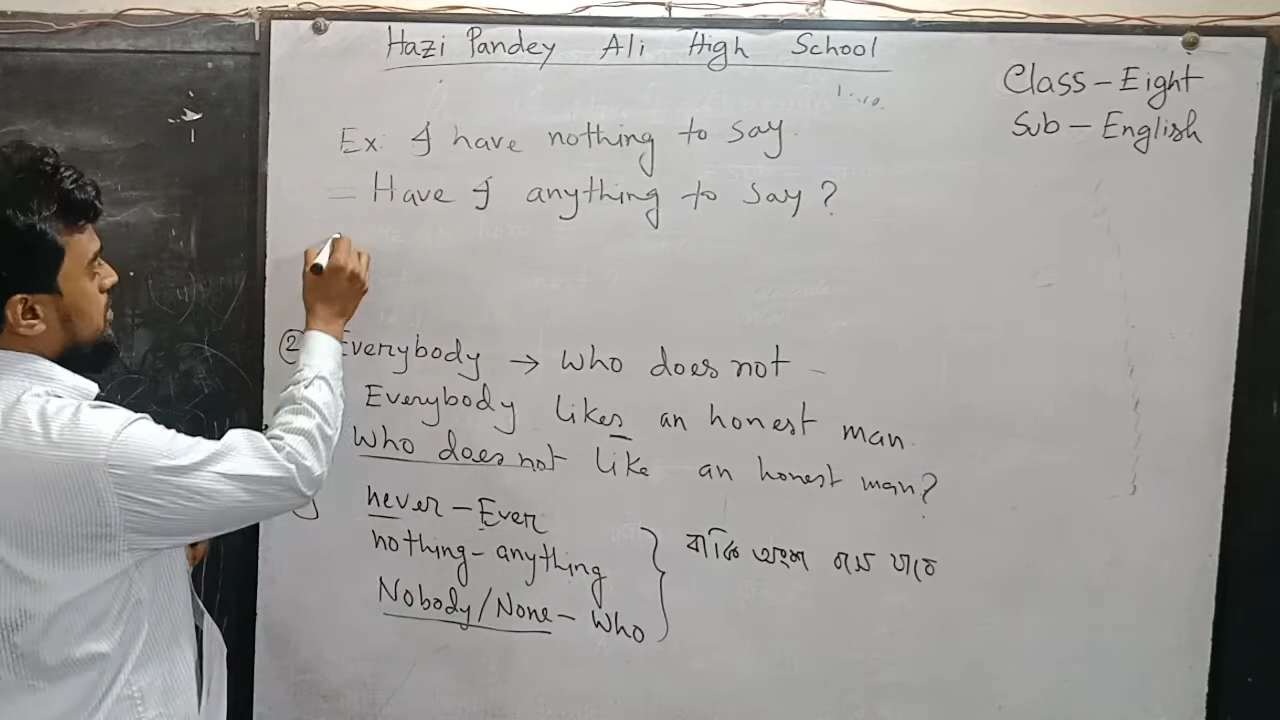 Hazi Pandey Ali High School
Class - Eight
Sub - English
Ex: I have nothing to say.
= Have I anything to say?
② Everybody → Who does not -
Everybody likes an honest man.
Who does not like an honest man?
never - Ever
nothing - anything
Nobody/None - Who
বাকি অংশ